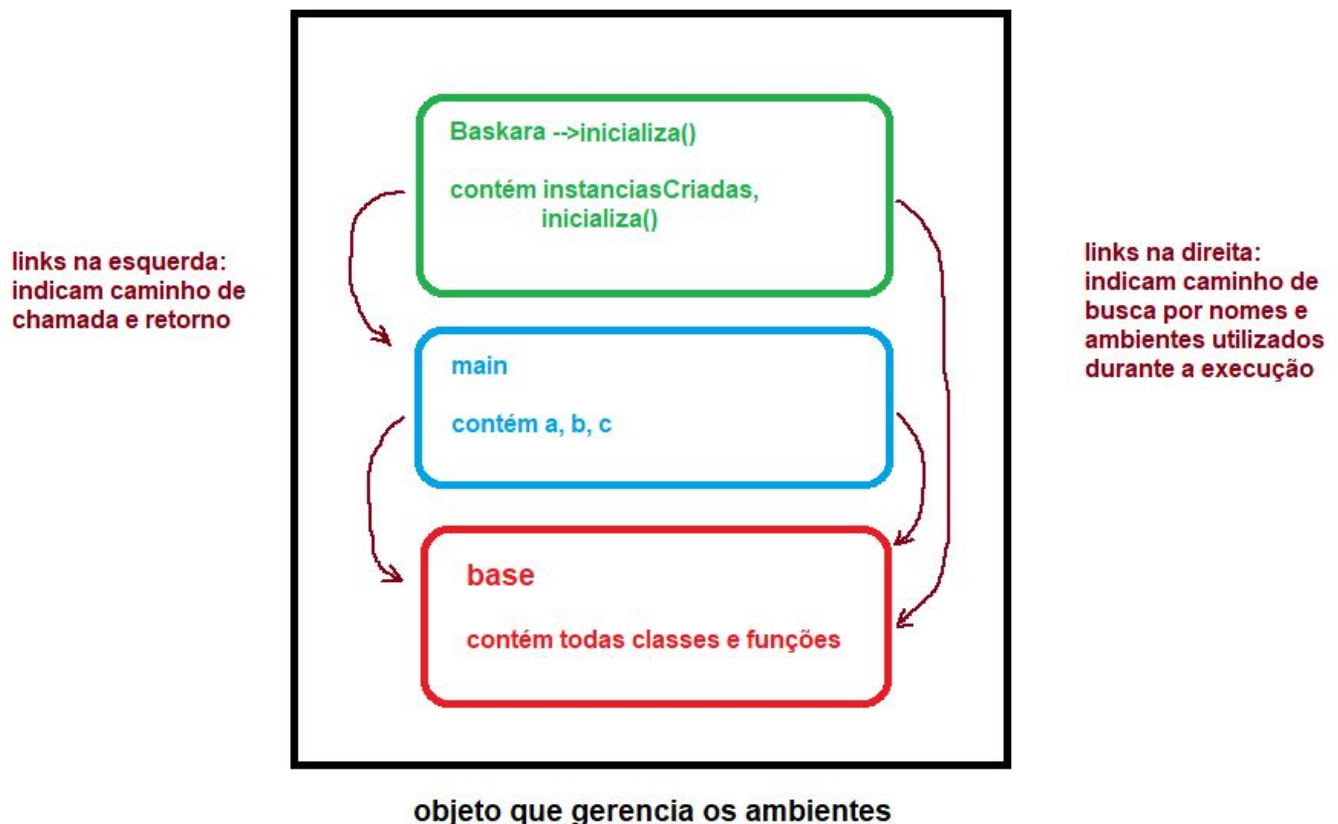 Baskara -->inicializa()
contém instanciasCriadas,
inicializa()
links na esquerda:
indicam caminho de
chamada e retorno
links na direita:
indicam caminho de
busca por nomes e
ambientes utilizados
durante a execução
main
contém a, b, c
base
contém todas classes e funções
objeto que gerencia os ambientes